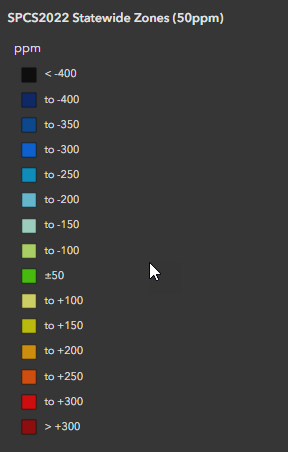 SPCS2022 Statewide Zones (50ppm)
ppm
< -400
to -400
to -350
to -300
to -250
to -200
to -150
to -100
±50
to +100
to +150
to +200
to +250
to +300
> +300